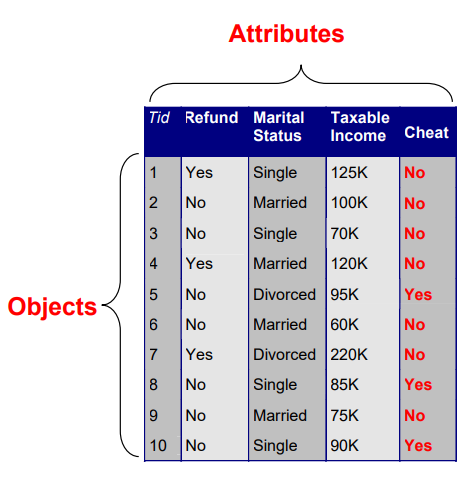 Attributes
Tid Refund Marital Status Taxable Income Cheat
1 Yes Single 125K No
2 No Married 100K No
3 No Single 70K No
4 Yes Married 120K No
5 No Divorced 95K Yes
6 No Married 60K No
7 Yes Divorced 220K No
8 No Single 85K Yes
9 No Married 75K No
10 No Single 90K Yes
Objects